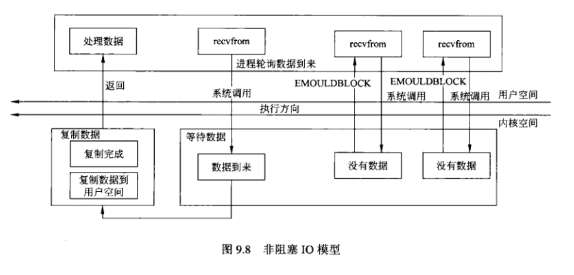 处理数据
recvfrom
recvfrom
recvfrom
进程轮询数据到来
EMOULDBLOCK
EMOULDBLOCK
返回
系统调用
系统调用
系统调用
用户空间
执行方向
内核空间
复制数据
等待数据
复制完成
数据到来
没有数据
没有数据
复制数据到
用户空间
图 9.8 非阻塞 IO 模型